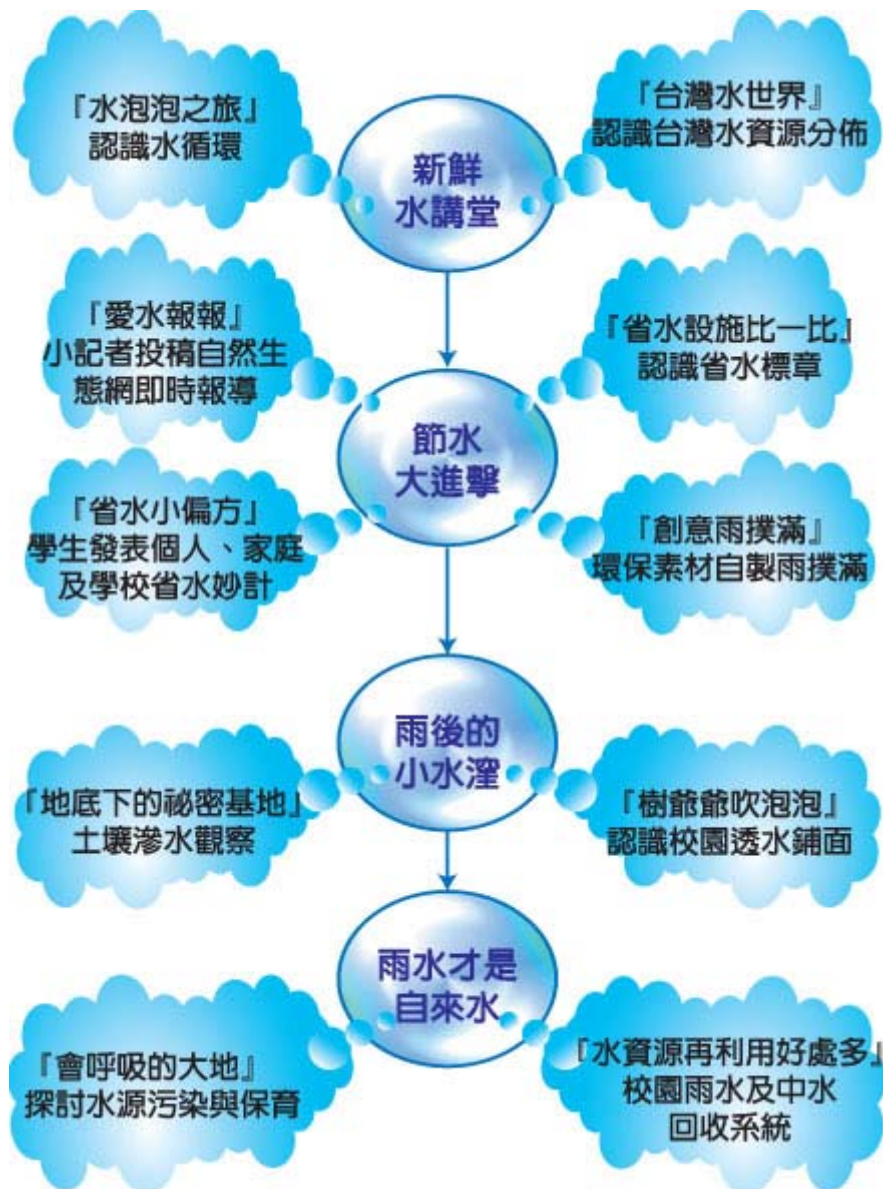 『水泡泡之旅』
認識水循環
『台灣水世界』
認識台灣水資源分佈
新鮮
水講堂
『愛水報報』
小記者投稿自然生
態網即時報導
『省水設施比一比』
認識省水標章
節水
大進擊
『省水小偏方』
學生發表個人、家庭
及學校省水妙計
『創意雨撲滿』
環保素材自製雨撲滿
雨後的
小水漥
『地底下的祕密基地』
土壤滲水觀察
『樹爺爺吹泡泡』
認識校園透水鋪面
雨水才是
自來水
『會呼吸的大地』
探討水源污染與保育
『水資源再利用好處多』
校園雨水及中水
回收系統